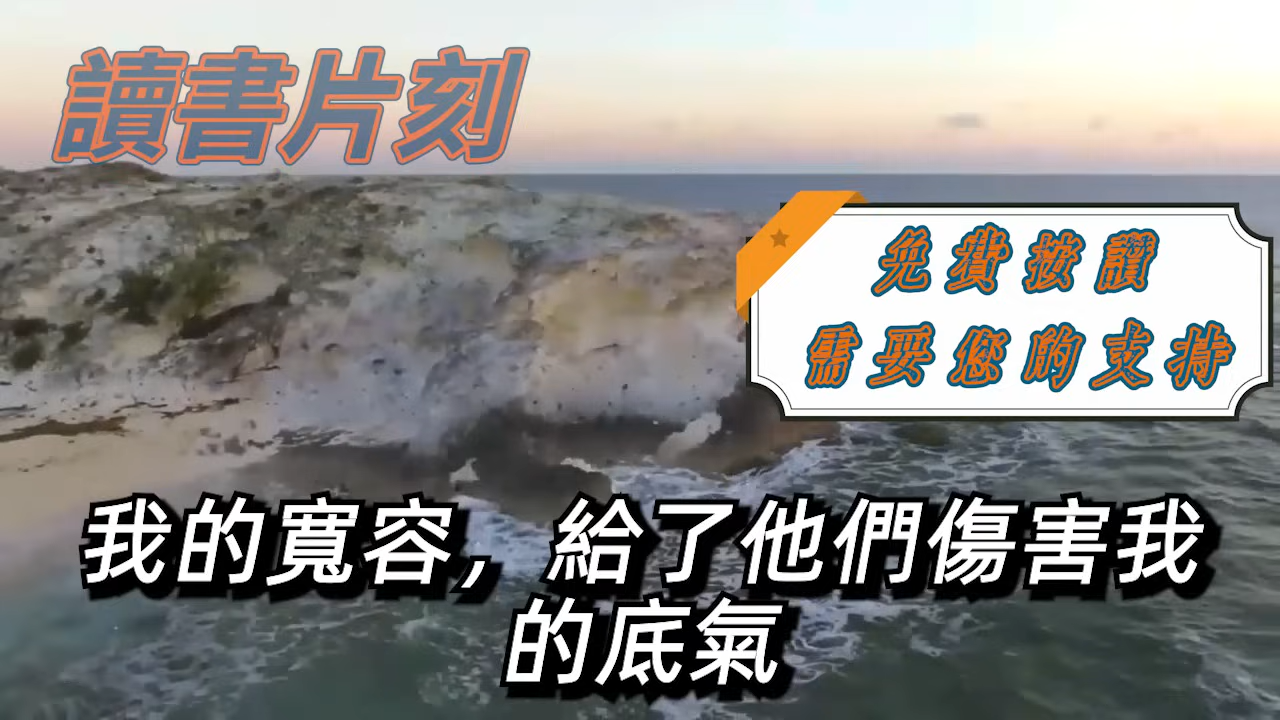 讀書片刻
免費按讚
需要您的支持
我的寬容，給了他們傷害我
的底氣